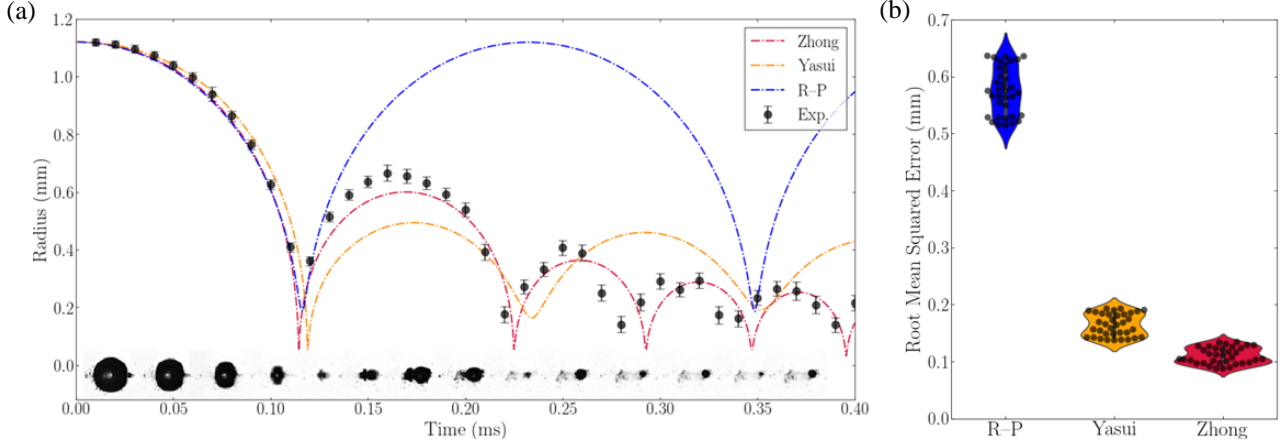 (a)
1.2
1.0
0.8
0.6
0.4
0.2
0.0
Radius (mm)
Zhong
Yasui
R–P
Exp.
0.00 0.05 0.10 0.15 0.20 0.25 0.30 0.35 0.40
Time (ms)
(b)
0.7
0.6
0.5
0.4
0.3
0.2
0.1
0.0
Root Mean Squared Error (mm)
R–P Yasui Zhong